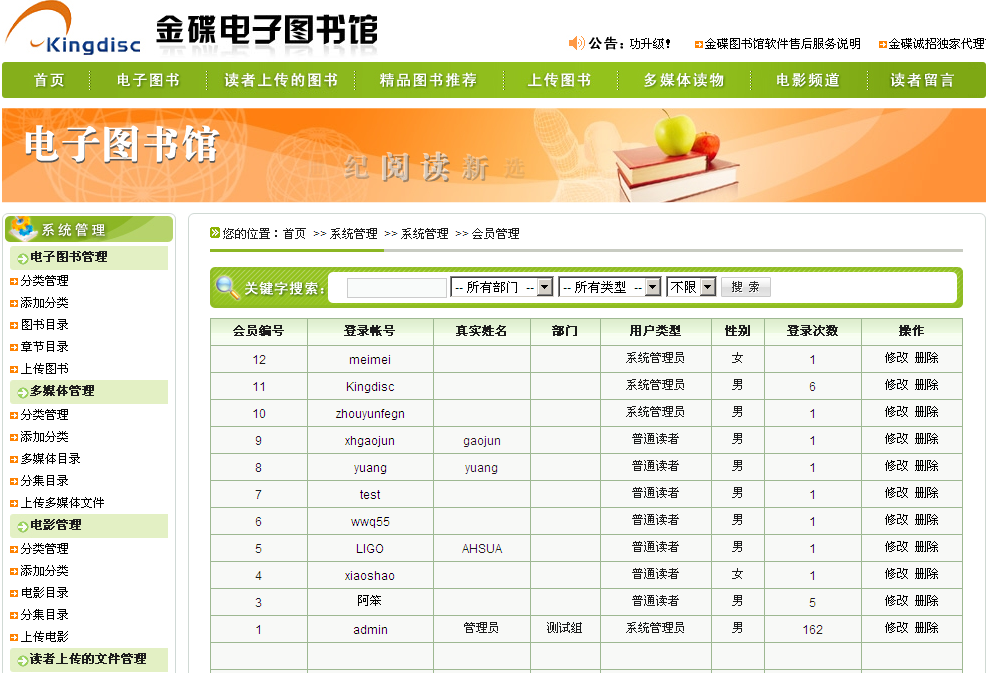 Kingdisc 金碟电子图书馆
公告： 功升级! 金碟图书馆软件售后服务说明 金碟诚招独家代理
首页 电子图书 读者上传的图书 精品图书推荐 上传图书 多媒体读物 电影频道 读者留言
电子图书馆
纪 阅 读 新 选
系统管理
电子图书管理
分类管理
添加分类
图书目录
章节目录
上传图书
多媒体管理
分类管理
添加分类
多媒体目录
分集目录
上传多媒体文件
电影管理
分类管理
添加分类
电影目录
分集目录
上传电影
读者上传的文件管理
您的位置：首页 >> 系统管理 >> 系统管理 >> 会员管理
关键字搜索： -- 所有部门 -- -- 所有类型 -- 不限 搜 索
会员编号 登录帐号 真实姓名 部门 用户类型 性别 登录次数 操作
12 meimei 系统管理员 女 1 修改 删除
11 Kingdisc 系统管理员 男 6 修改 删除
10 zhouyunfegn 系统管理员 男 1 修改 删除
9 xhgaojun gaojun 普通读者 男 1 修改 删除
8 yuang yuang 普通读者 男 1 修改 删除
7 test 普通读者 男 1 修改 删除
6 wwq55 普通读者 男 1 修改 删除
5 LIGO AHSUA 普通读者 男 1 修改 删除
4 xiaoshao 普通读者 女 1 修改 删除
3 阿笨 普通读者 男 5 修改 删除
1 admin 管理员 测试组 系统管理员 男 162 修改 删除